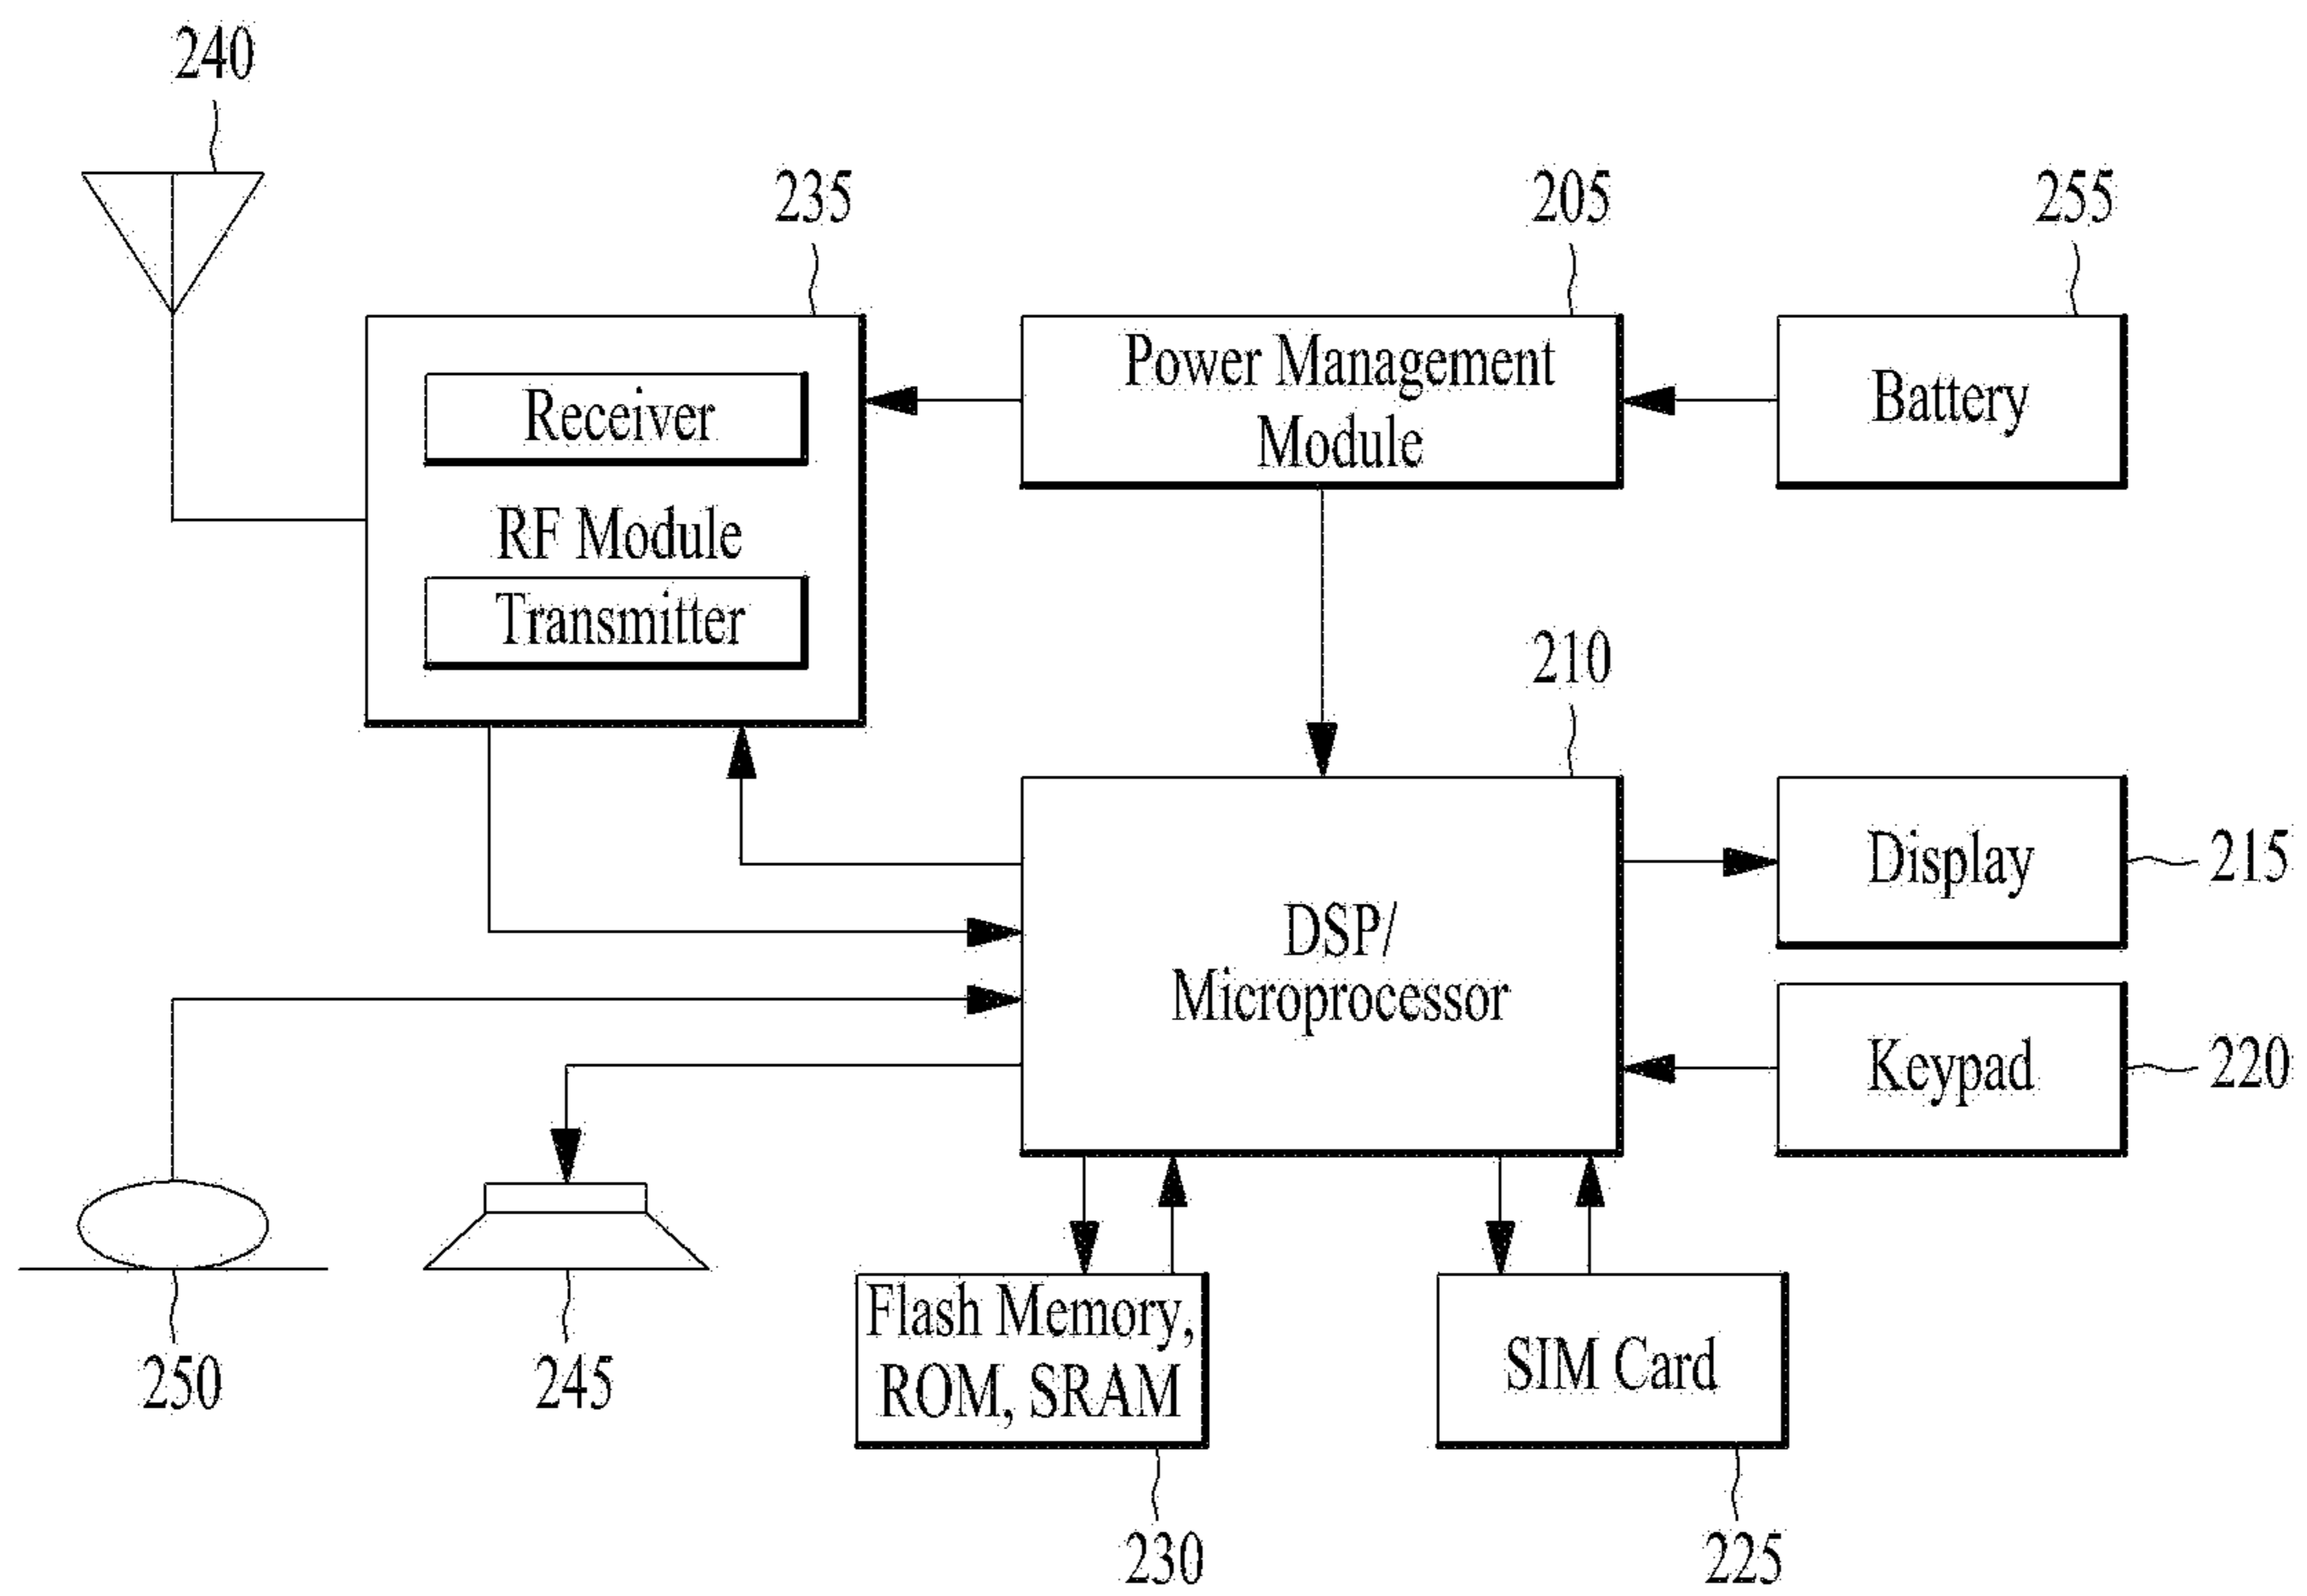 240
235
205
255
Receiver
RF Module
Transmitter
Power Management
Module
Battery
210
DSP/
Microprocessor
Display
215
Keypad
220
250
245
Flash Memory,
ROM, SRAM
SIM Card
230
225